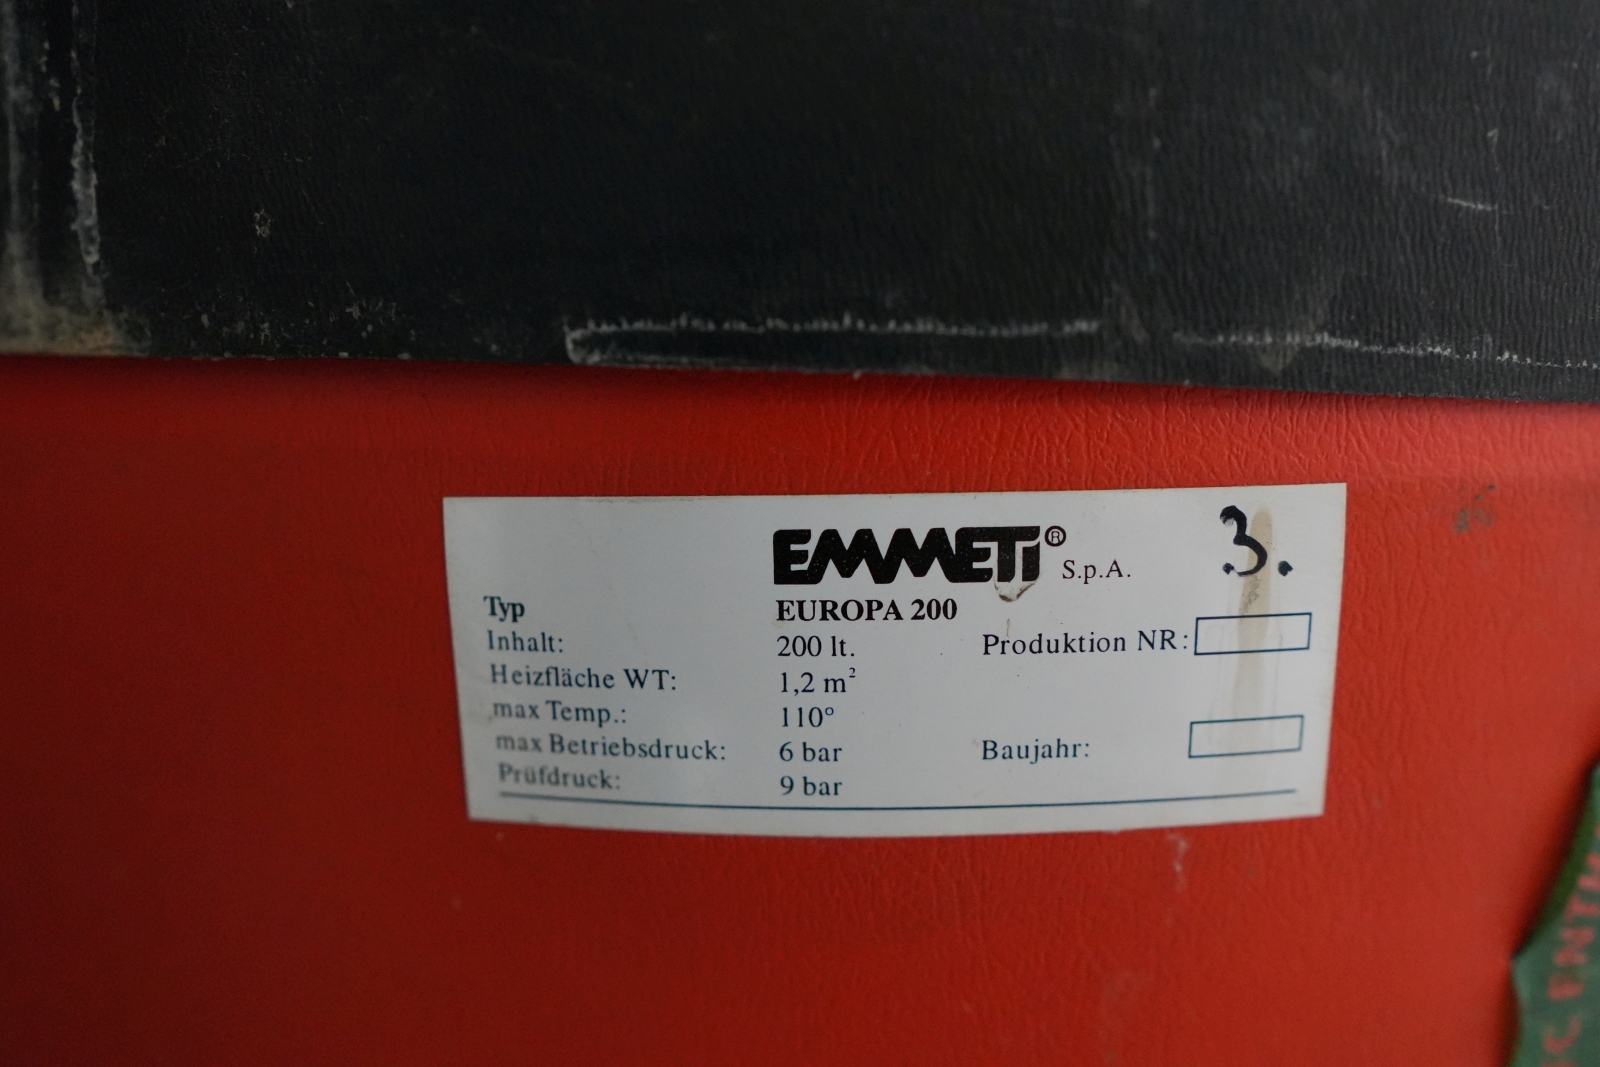 EMMETi® S.p.A.
3.
Typ EUROPA 200
Inhalt: 200 lt. Produktion NR:
Heizfläche WT: 1,2 m²
max Temp.: 110°
max Betriebsdruck: 6 bar Baujahr:
Prüfdruck: 9 bar